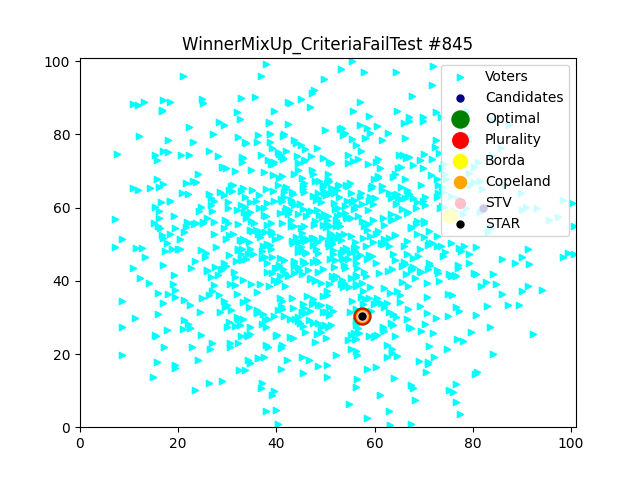 WinnerMixUp_CriteriaFailTest #845
100
80
60
40
20
0
0
20
40
60
80
100
Voters
Candidates
Optimal
Plurality
Borda
Copeland
STV
STAR